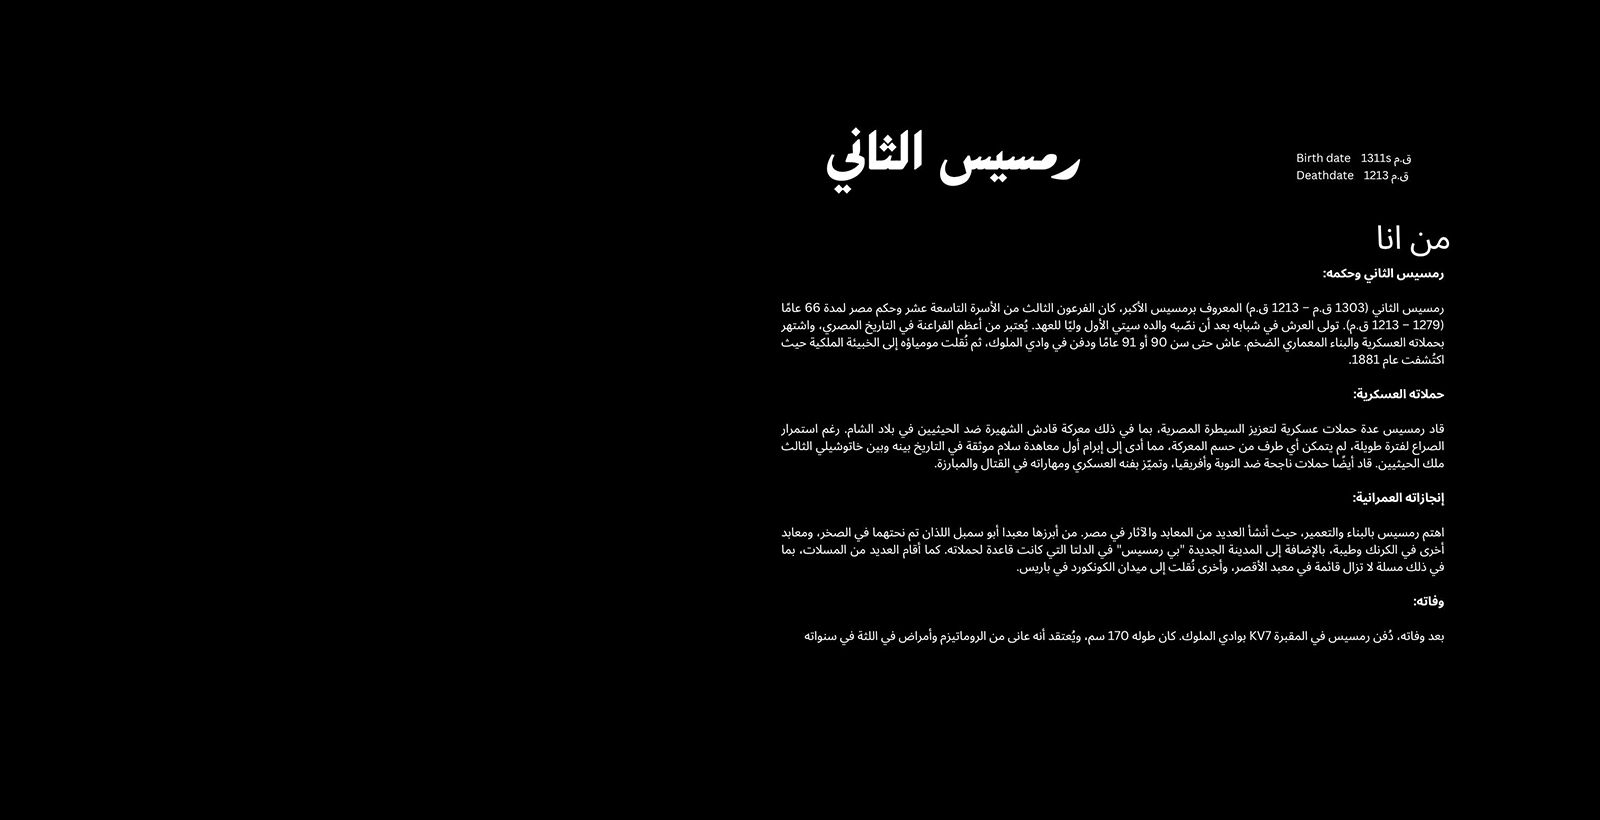 رمسيس الثاني
Birth date 1311s ق.م
Deathdate 1213 ق.م
من انا
رمسيس الثاني وحكمه:
رمسيس الثاني (1303 ق.م – 1213 ق.م) المعروف برمسيس الأكبر، كان الفرعون الثالث من الأسرة التاسعة عشر وحكم مصر لمدة 66 عامًا
(1279 – 1213 ق.م). تولى العرش في شبابه بعد أن نصّبه والده سيتي الأول وليًا للعهد. يُعتبر من أعظم الفراعنة في التاريخ المصري، واشتهر
بحملاته العسكرية والبناء المعماري الضخم. عاش حتى سن 90 أو 91 عامًا ودفن في وادي الملوك، ثم نُقلت مومياؤه إلى الخبيئة الملكية حيث
اكتُشفت عام 1881.
حملاته العسكرية:
قاد رمسيس عدة حملات عسكرية لتعزيز السيطرة المصرية، بما في ذلك معركة قادش الشهيرة ضد الحيثيين في بلاد الشام. رغم استمرار
الصراع لفترة طويلة، لم يتمكن أي طرف من حسم المعركة، مما أدى إلى إبرام أول معاهدة سلام موثقة في التاريخ بينه وبين خاتوشيلي الثالث
ملك الحيثيين. قاد أيضًا حملات ناجحة ضد النوبة وأفريقيا، وتميّز بفنه العسكري ومهاراته في القتال والمبارزة.
إنجازاته العمرانية:
اهتم رمسيس بالبناء والتعمير، حيث أنشأ العديد من المعابد والآثار في مصر. من أبرزها معبدا أبو سمبل اللذان تم نحتهما في الصخر، ومعابد
أخرى في الكرنك وطيبة، بالإضافة إلى المدينة الجديدة "بي رمسيس" في الدلتا التي كانت قاعدة لحملاته. كما أقام العديد من المسلات، بما
في ذلك مسلة لا تزال قائمة في معبد الأقصر، وأخرى نُقلت إلى ميدان الكونكورد في باريس.
وفاته:
بعد وفاته، دُفن رمسيس في المقبرة KV7 بوادي الملوك. كان طوله 170 سم، ويُعتقد أنه عانى من الروماتيزم وأمراض في اللثة في سنواته